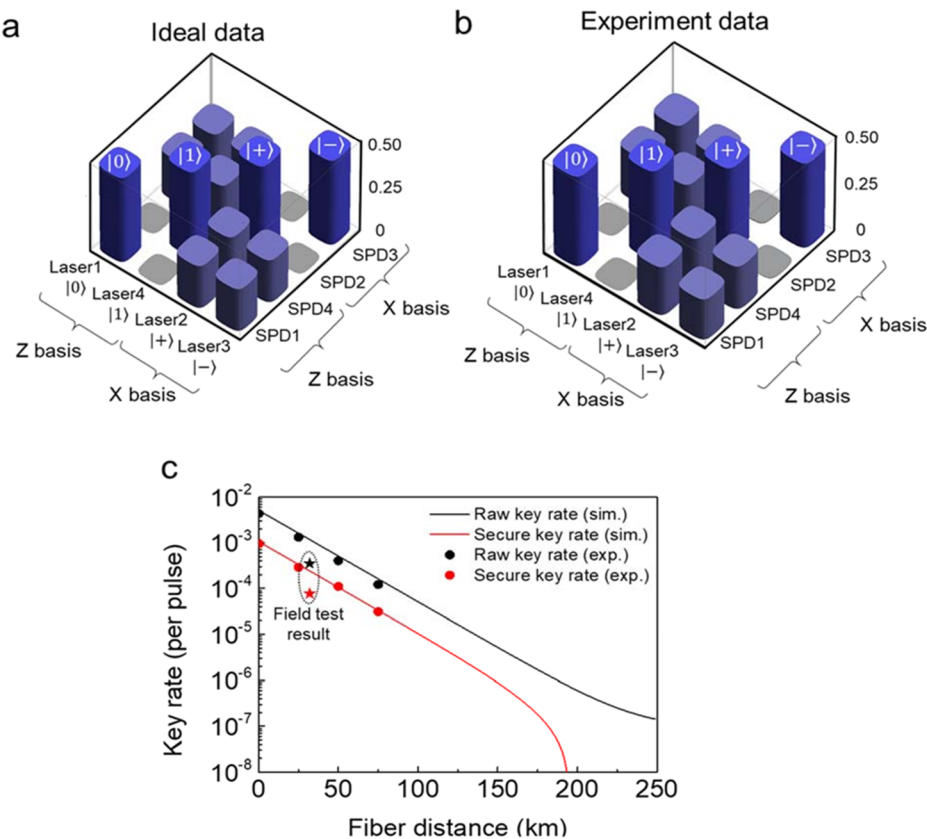 a
Ideal data
|0⟩ |1⟩ |+⟩ |−⟩
0.50
0.25
0
Laser1
|0⟩
Laser4
|1⟩
Laser2
|+⟩
Laser3
|−⟩
SPD1
SPD4
SPD2
SPD3
Z basis
X basis
Z basis
X basis
b
Experiment data
|0⟩ |1⟩ |+⟩ |−⟩
0.50
0.25
0
Laser1
|0⟩
Laser4
|1⟩
Laser2
|+⟩
Laser3
|−⟩
SPD1
SPD4
SPD2
SPD3
Z basis
X basis
Z basis
X basis
c
Key rate (per pulse)
10⁻²
10⁻³
10⁻⁴
10⁻⁵
10⁻⁶
10⁻⁷
10⁻⁸
Raw key rate (sim.)
Secure key rate (sim.)
Raw key rate (exp.)
Secure key rate (exp.)
Field test
result
0 50 100 150 200 250
Fiber distance (km)